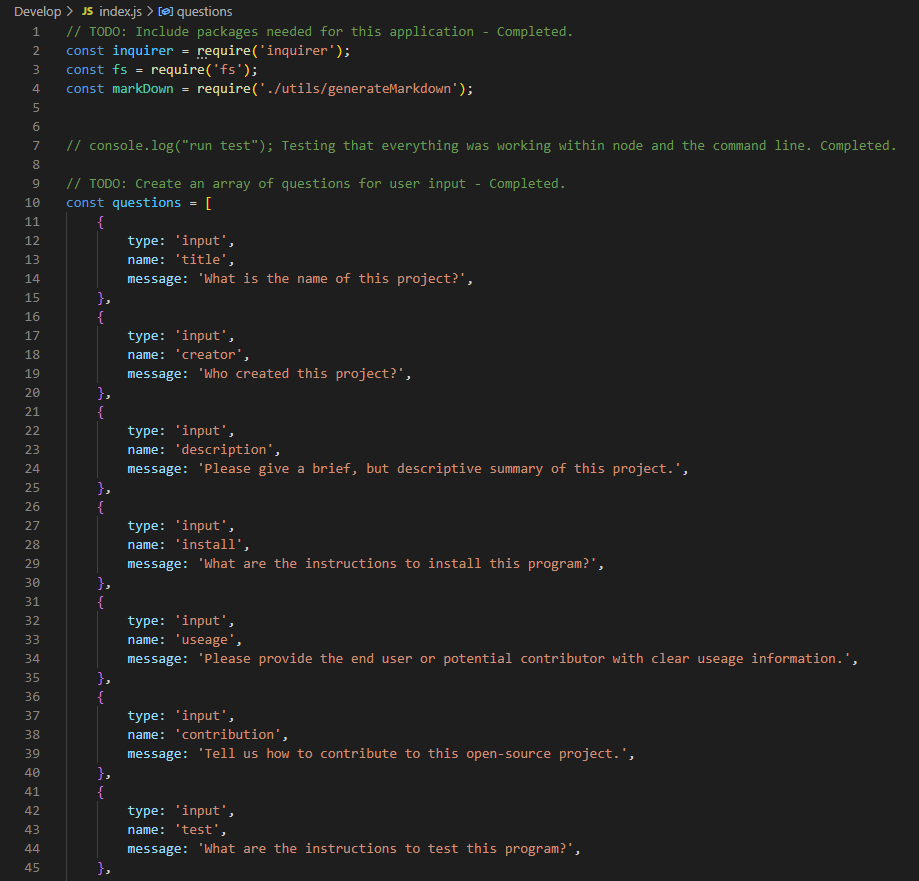 Develop > JS index.js > questions
1 // TODO: Include packages needed for this application - Completed.
2 const inquirer = require('inquirer');
3 const fs = require('fs');
4 const markDown = require('./utils/generateMarkdown');
5
6
7 // console.log("run test"); Testing that everything was working within node and the command line. Completed.
8
9 // TODO: Create an array of questions for user input - Completed.
10 const questions = [
11     {
12         type: 'input',
13         name: 'title',
14         message: 'What is the name of this project?',
15     },
16     {
17         type: 'input',
18         name: 'creator',
19         message: 'Who created this project?',
20     },
21     {
22         type: 'input',
23         name: 'description',
24         message: 'Please give a brief, but descriptive summary of this project.',
25     },
26     {
27         type: 'input',
28         name: 'install',
29         message: 'What are the instructions to install this program?',
30     },
31     {
32         type: 'input',
33         name: 'useage',
34         message: 'Please provide the end user or potential contributor with clear useage information.',
35     },
36     {
37         type: 'input',
38         name: 'contribution',
39         message: 'Tell us how to contribute to this open-source project.',
40     },
41     {
42         type: 'input',
43         name: 'test',
44         message: 'What are the instructions to test this program?',
45     },